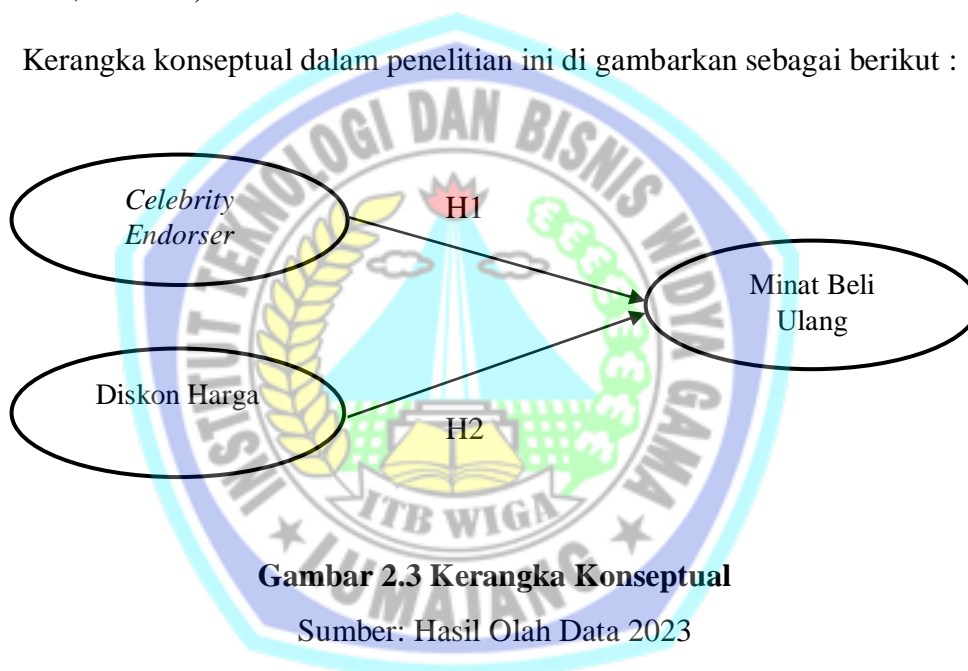 Kerangka konseptual dalam penelitian ini di gambarkan sebagai berikut :
Celebrity
Endorser
H1
Minat Beli
Ulang
Diskon Harga
H2
INSTITUT TEKNOLOGI DAN BISNIS WIDYA GAMA
ITB WIGA
LUMAJANG
Gambar 2.3 Kerangka Konseptual
Sumber: Hasil Olah Data 2023